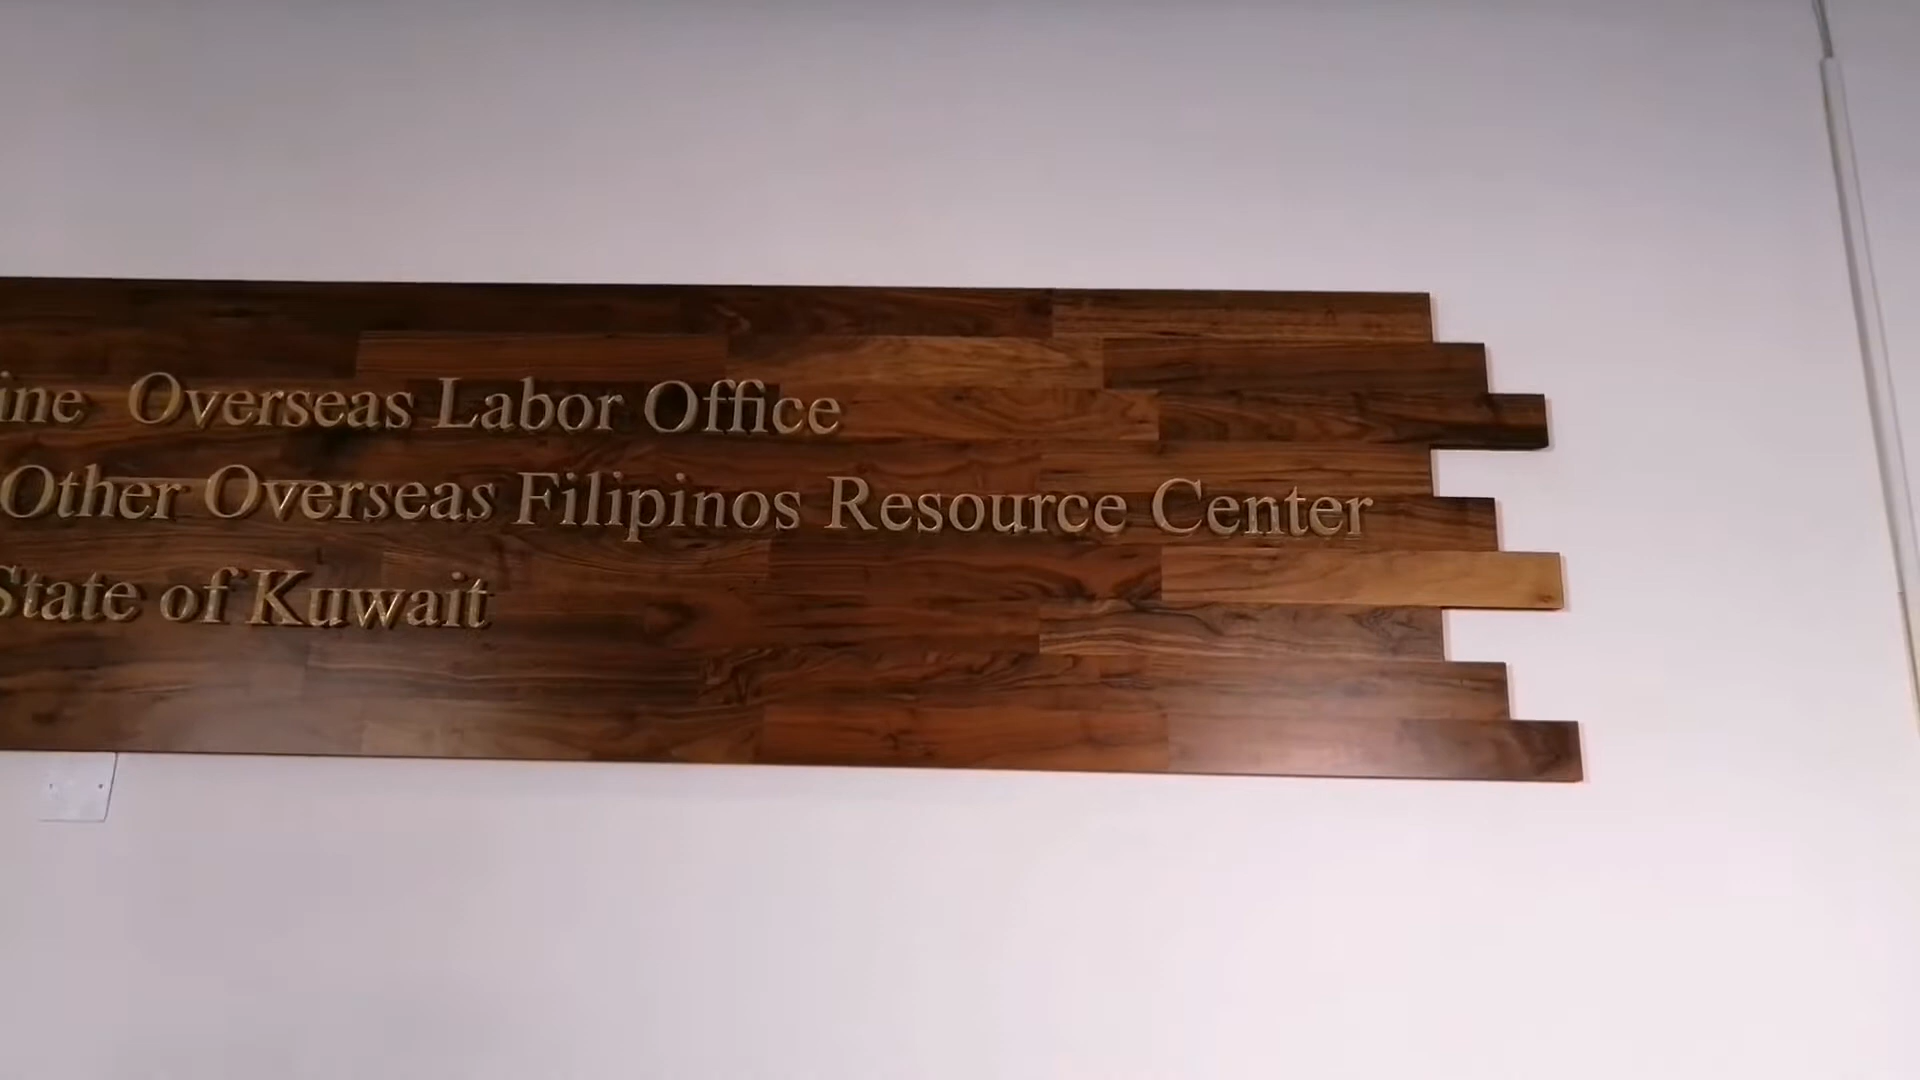 ine Overseas Labor Office
Other Overseas Filipinos Resource Center
State of Kuwait